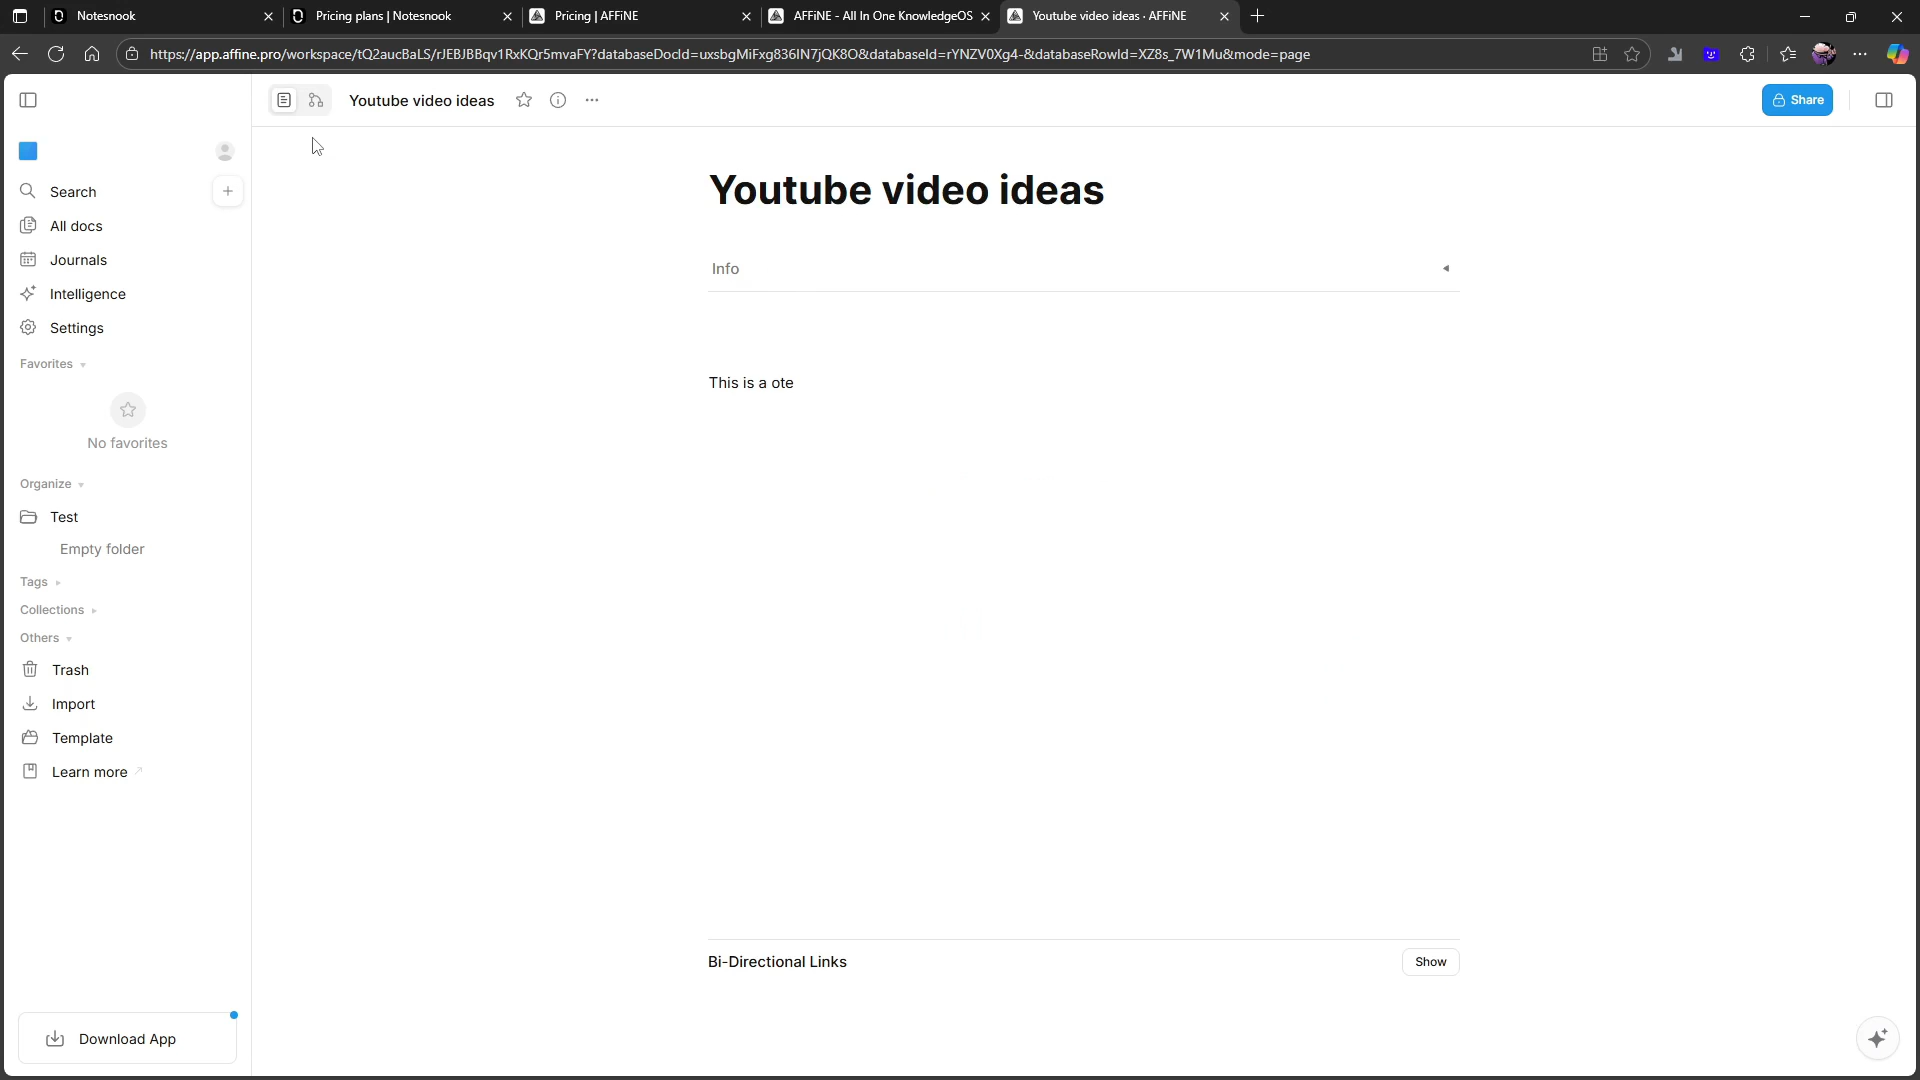 Notesnook
Pricing plans | Notesnook
Pricing | AFFiNE
AFFiNE - All In One KnowledgeOS
Youtube video ideas · AFFiNE
https://app.affine.pro/workspace/tQ2aucBaLS/rJEBJBBqv1RxKQr5mvaFY?databaseDocId=uxsbgMiFxg836IN7jQK8O&databaseId=rYNZV0Xg4-&databaseRowId=XZ8s_7W1Mu&mode=page
Youtube video ideas
Share
Search
All docs
Journals
Intelligence
Settings
Favorites
No favorites
Organize
Test
Empty folder
Tags
Collections
Others
Trash
Import
Template
Learn more
Download App
Youtube video ideas
Info
This is a ote
Bi-Directional Links
Show